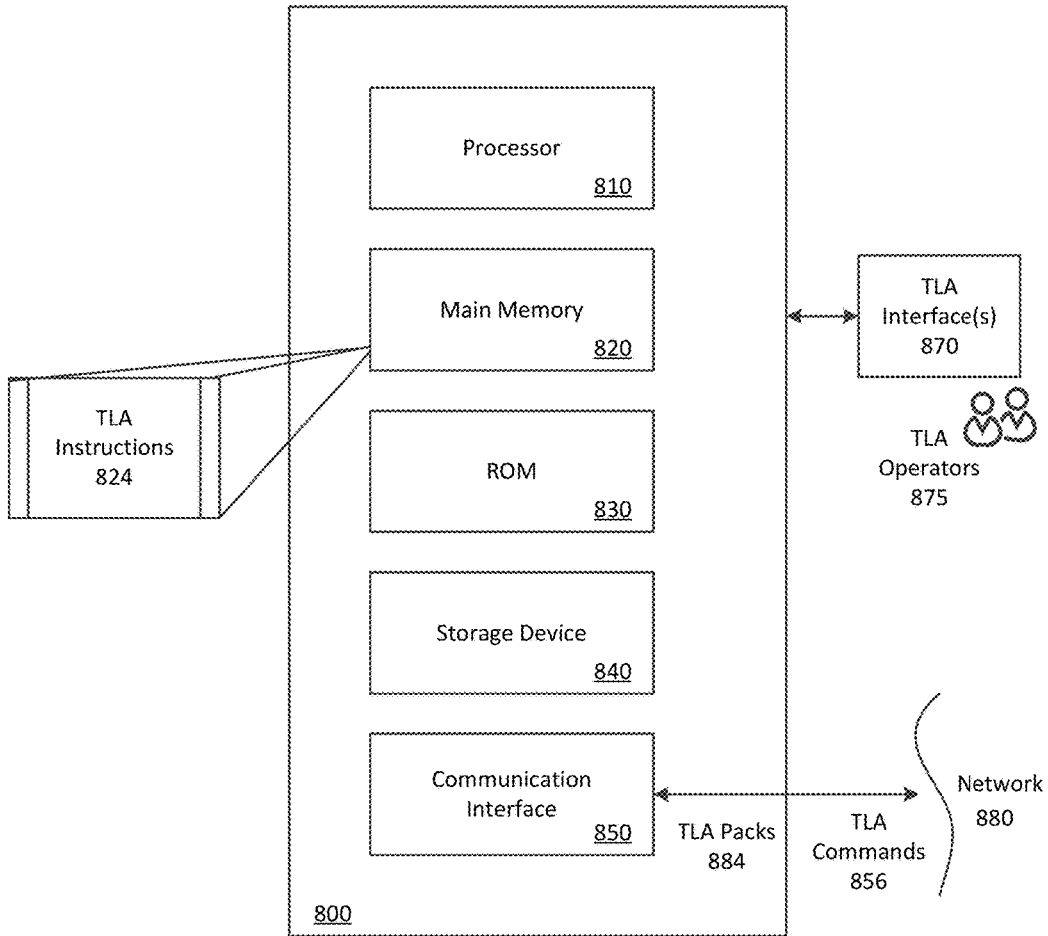 Processor
810
Main Memory
820
TLA
Instructions
824
ROM
830
Storage Device
840
Communication
Interface
850
800
TLA
Interface(s)
870
TLA
Operators
875
TLA Packs
884
TLA
Commands
856
Network
880